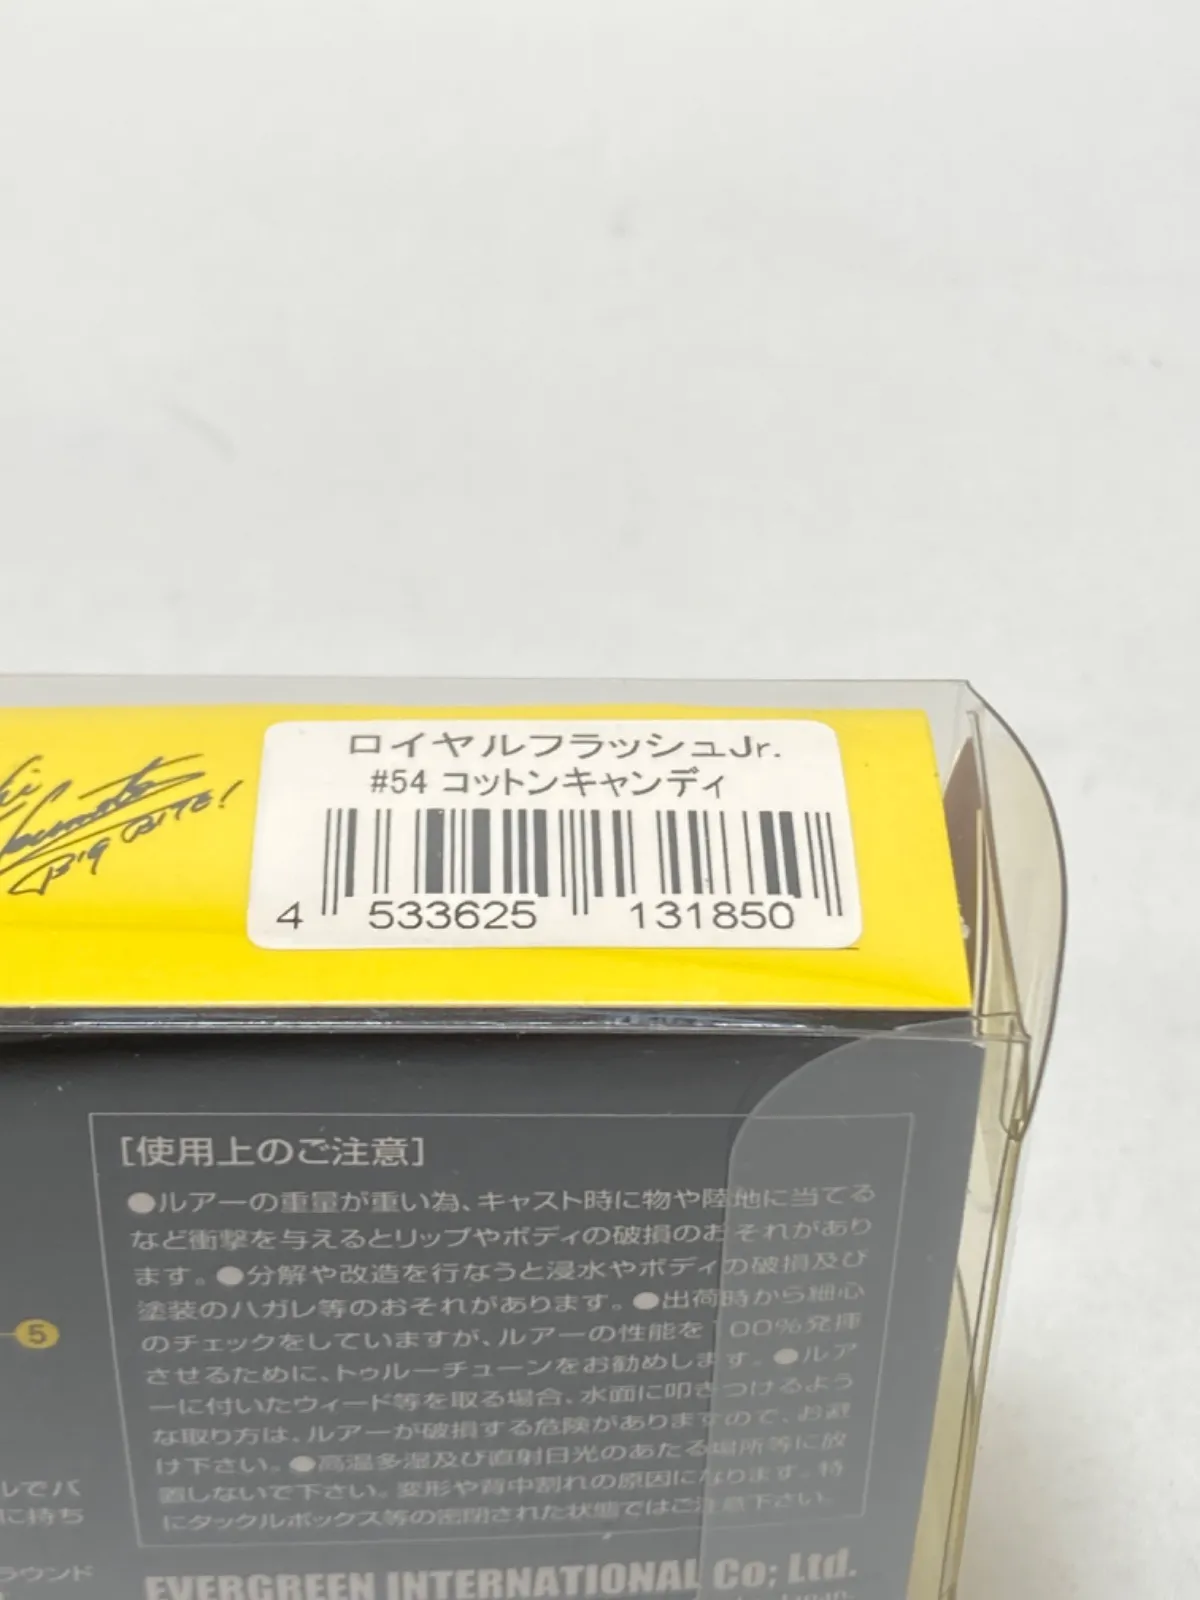 ロイヤルフラッシュJr.
#54 コットンキャンディ
BIG BITE!
4 533625 131850
[使用上のご注意]
●ルアーの重量が重い為、キャスト時に物や陸地に当てる
など衝撃を与えるとリップやボディの破損のおそれがあり
ます。●分解や改造を行なうと浸水やボディの破損及び
塗装のハガレ等のおそれがあります。●出荷時から細心
のチェックをしていますが、ルアーの性能を100%発揮
させるために、トゥルーチューンをお勧めします。●ルア
ーに付いたウィード等を取る場合、水面に叩きつけるよう
な取り方は、ルアーが破損する危険がありますので、お避
け下さい。●高温多湿及び直射日光のあたる場所等に放
置しないで下さい。変形や背中割れの原因になります。特
にタックルボックス等の密閉された状態ではご注意下さい。
5
ルでバ
に持ち
ラウンド
EVERGREEN INTERNATIONAL Co; Ltd.